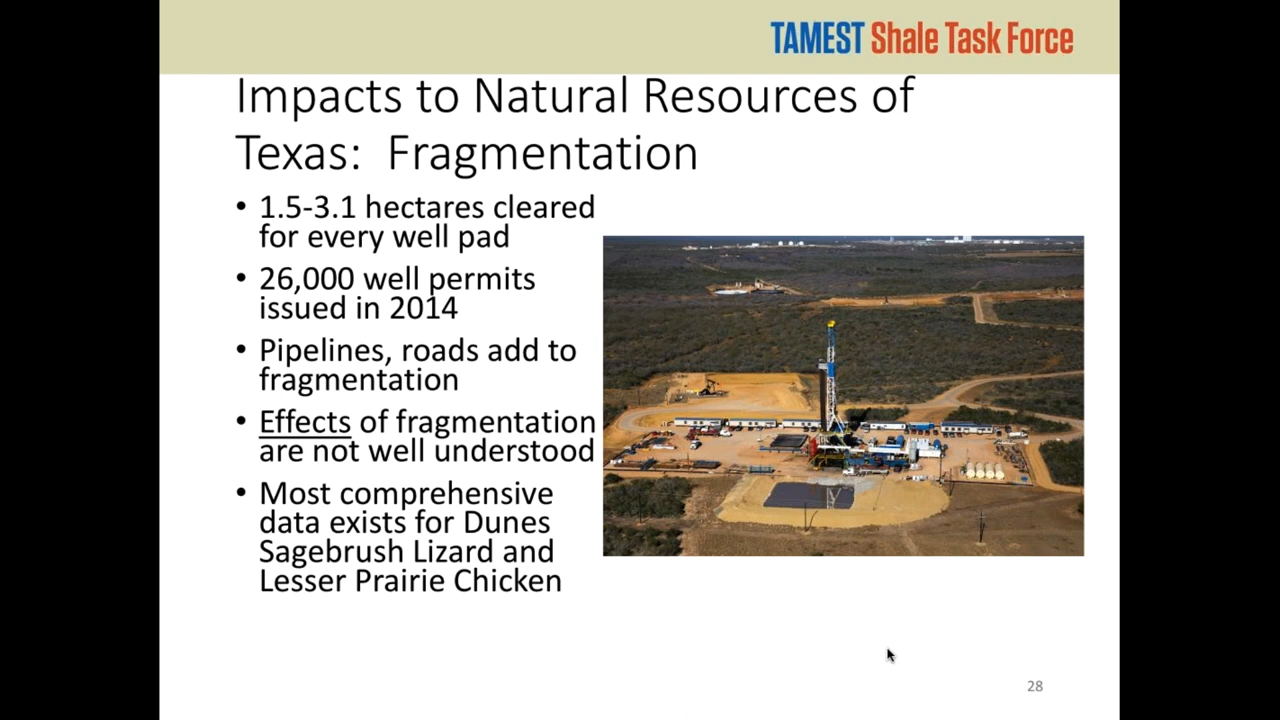 TAMEST Shale Task Force
Impacts to Natural Resources of
Texas: Fragmentation
• 1.5-3.1 hectares cleared
for every well pad
• 26,000 well permits
issued in 2014
• Pipelines, roads add to
fragmentation
• Effects of fragmentation
are not well understood
• Most comprehensive
data exists for Dunes
Sagebrush Lizard and
Lesser Prairie Chicken
28